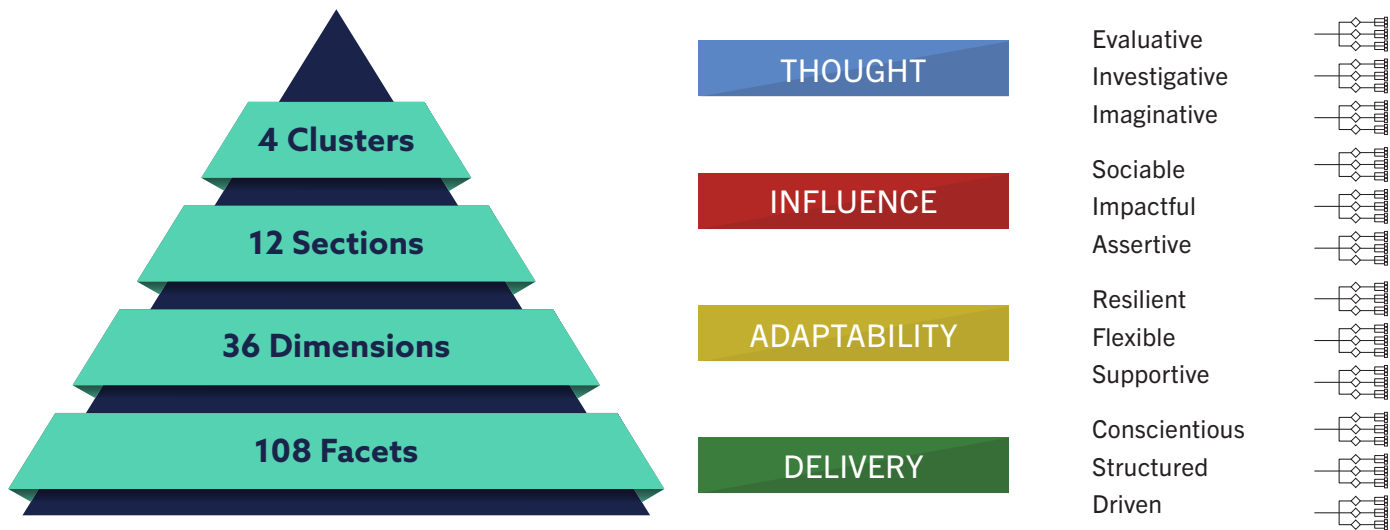 4 Clusters
12 Sections
36 Dimensions
108 Facets
THOUGHT
Evaluative
Investigative
Imaginative
INFLUENCE
Sociable
Impactful
Assertive
ADAPTABILITY
Resilient
Flexible
Supportive
DELIVERY
Conscientious
Structured
Driven